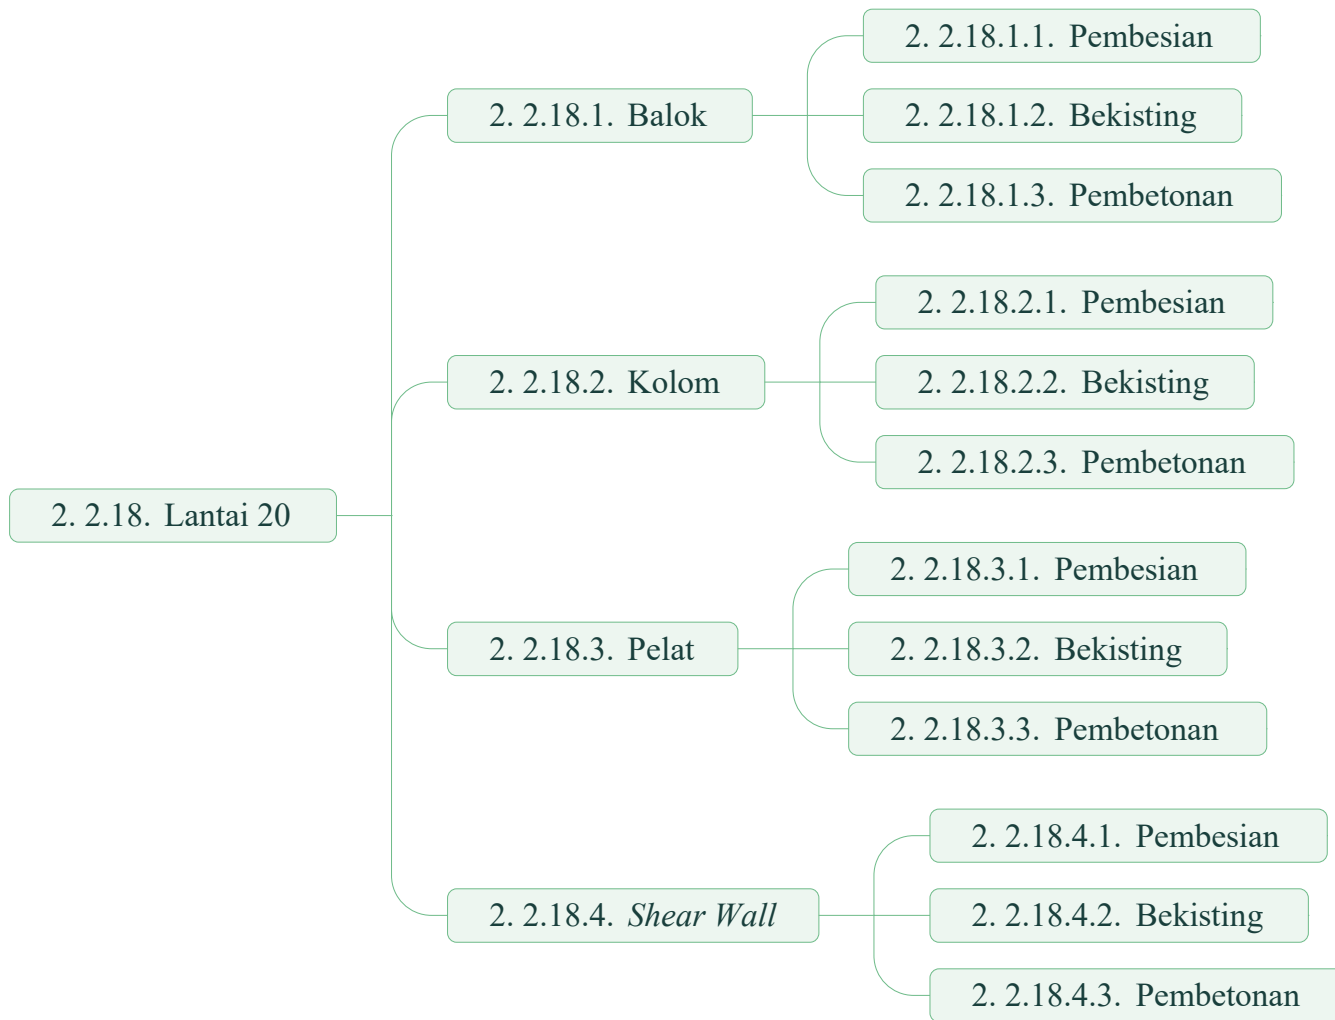 2. 2.18. Lantai 20
2. 2.18.1. Balok
2. 2.18.1.1. Pembesian
2. 2.18.1.2. Bekisting
2. 2.18.1.3. Pembetonan
2. 2.18.2. Kolom
2. 2.18.2.1. Pembesian
2. 2.18.2.2. Bekisting
2. 2.18.2.3. Pembetonan
2. 2.18.3. Pelat
2. 2.18.3.1. Pembesian
2. 2.18.3.2. Bekisting
2. 2.18.3.3. Pembetonan
2. 2.18.4. Shear Wall
2. 2.18.4.1. Pembesian
2. 2.18.4.2. Bekisting
2. 2.18.4.3. Pembetonan